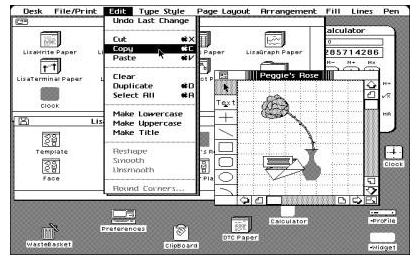 Desk File/Print Edit Type Style Page Layout Arrangement Fill Lines Pen
Undo Last Change
Cut X
Copy C
Paste V
Clear
Duplicate D
Select All A
Make Lowercase
Make Uppercase
Make Title
Reshape
Smooth
Unsmooth
Round Corners...
LisaWrite Paper
LisaTerminal Paper
Clock
LisaGraph Paper
Calculator
285714286
Peggie's Rose
Text
Template
Face
Clock
WasteBasket
Preferences
ClipBoard
DTC Paper
Calculator
ProFile
Widget